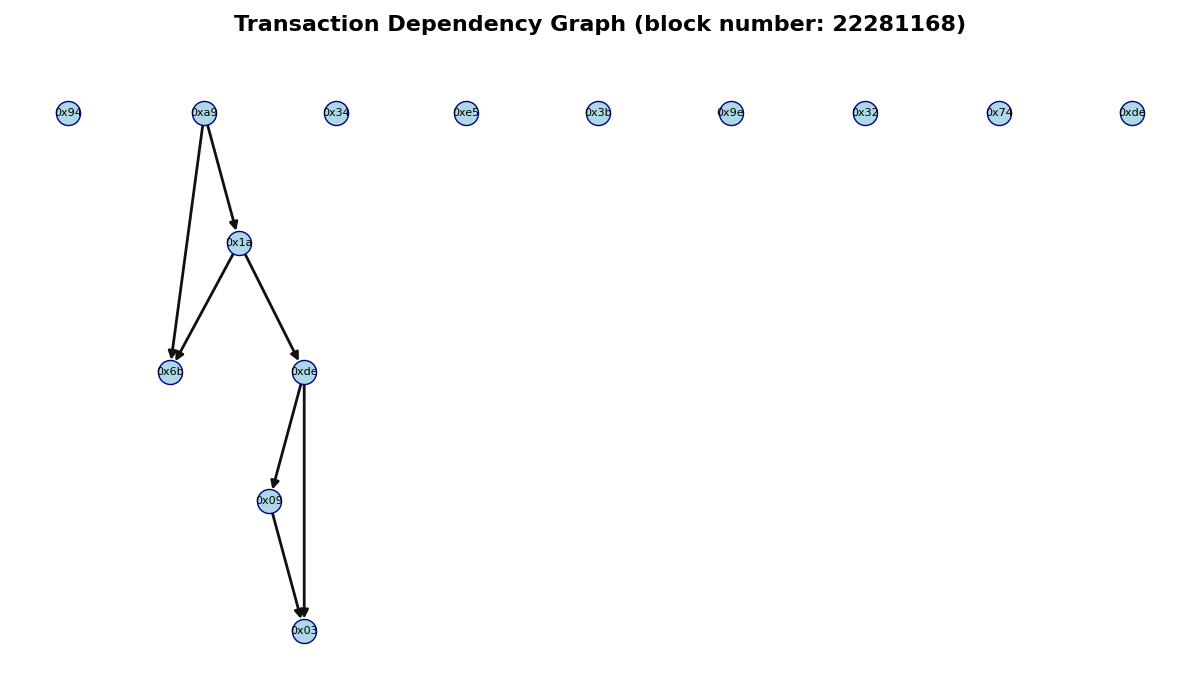 Transaction Dependency Graph (block number: 22281168)
0x94 0xa9 0x34 0xe5 0x3b 0x9e 0x32 0x74 0xde
0x1a
0x6b 0xde
0x09
0x03